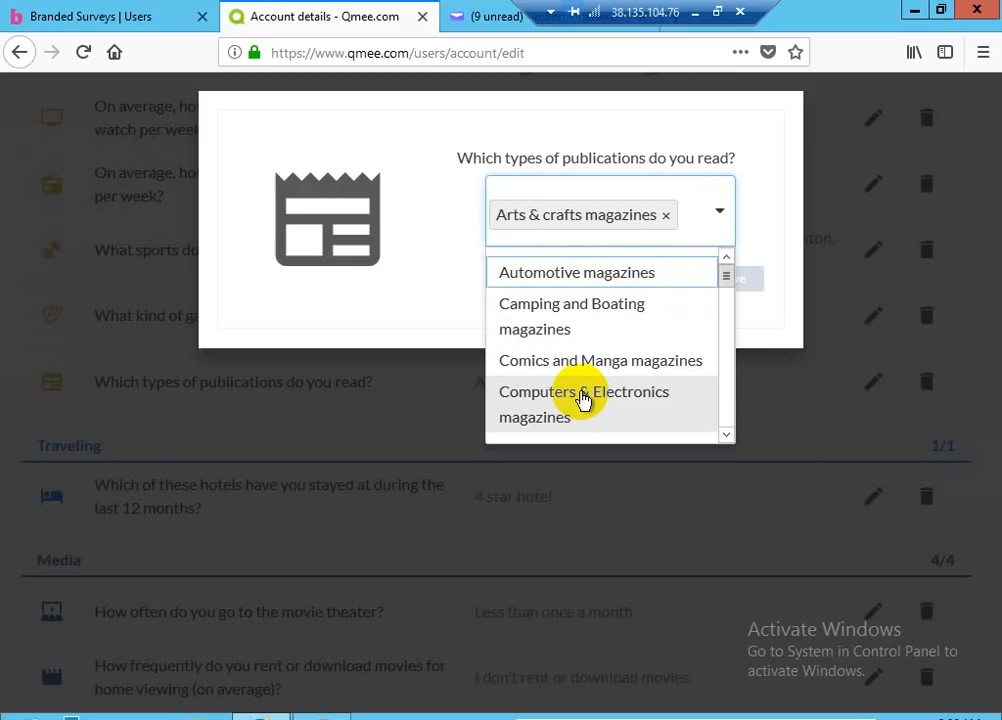 Branded Surveys | Users
Account details - Qmee.com
(9 unread)
38.135.104.76
https://www.qmee.com/users/account/edit
On average, ho
watch per week
On average, ho
per week?
What sports do
nton,
What kind of ga
Which types of publications do you read?
Which types of publications do you read?
Arts & crafts magazines ×
Automotive magazines
Camping and Boating
magazines
Comics and Manga magazines
Computers & Electronics
magazines
Traveling 1/1
Which of these hotels have you stayed at during the
last 12 months?
4 star hotel
Media 4/4
How often do you go to the movie theater? Less than once a month
How frequently do you rent or download movies for
home viewing (on average)?
I don't rent or download movies
Activate Windows
Go to System in Control Panel to
activate Windows.